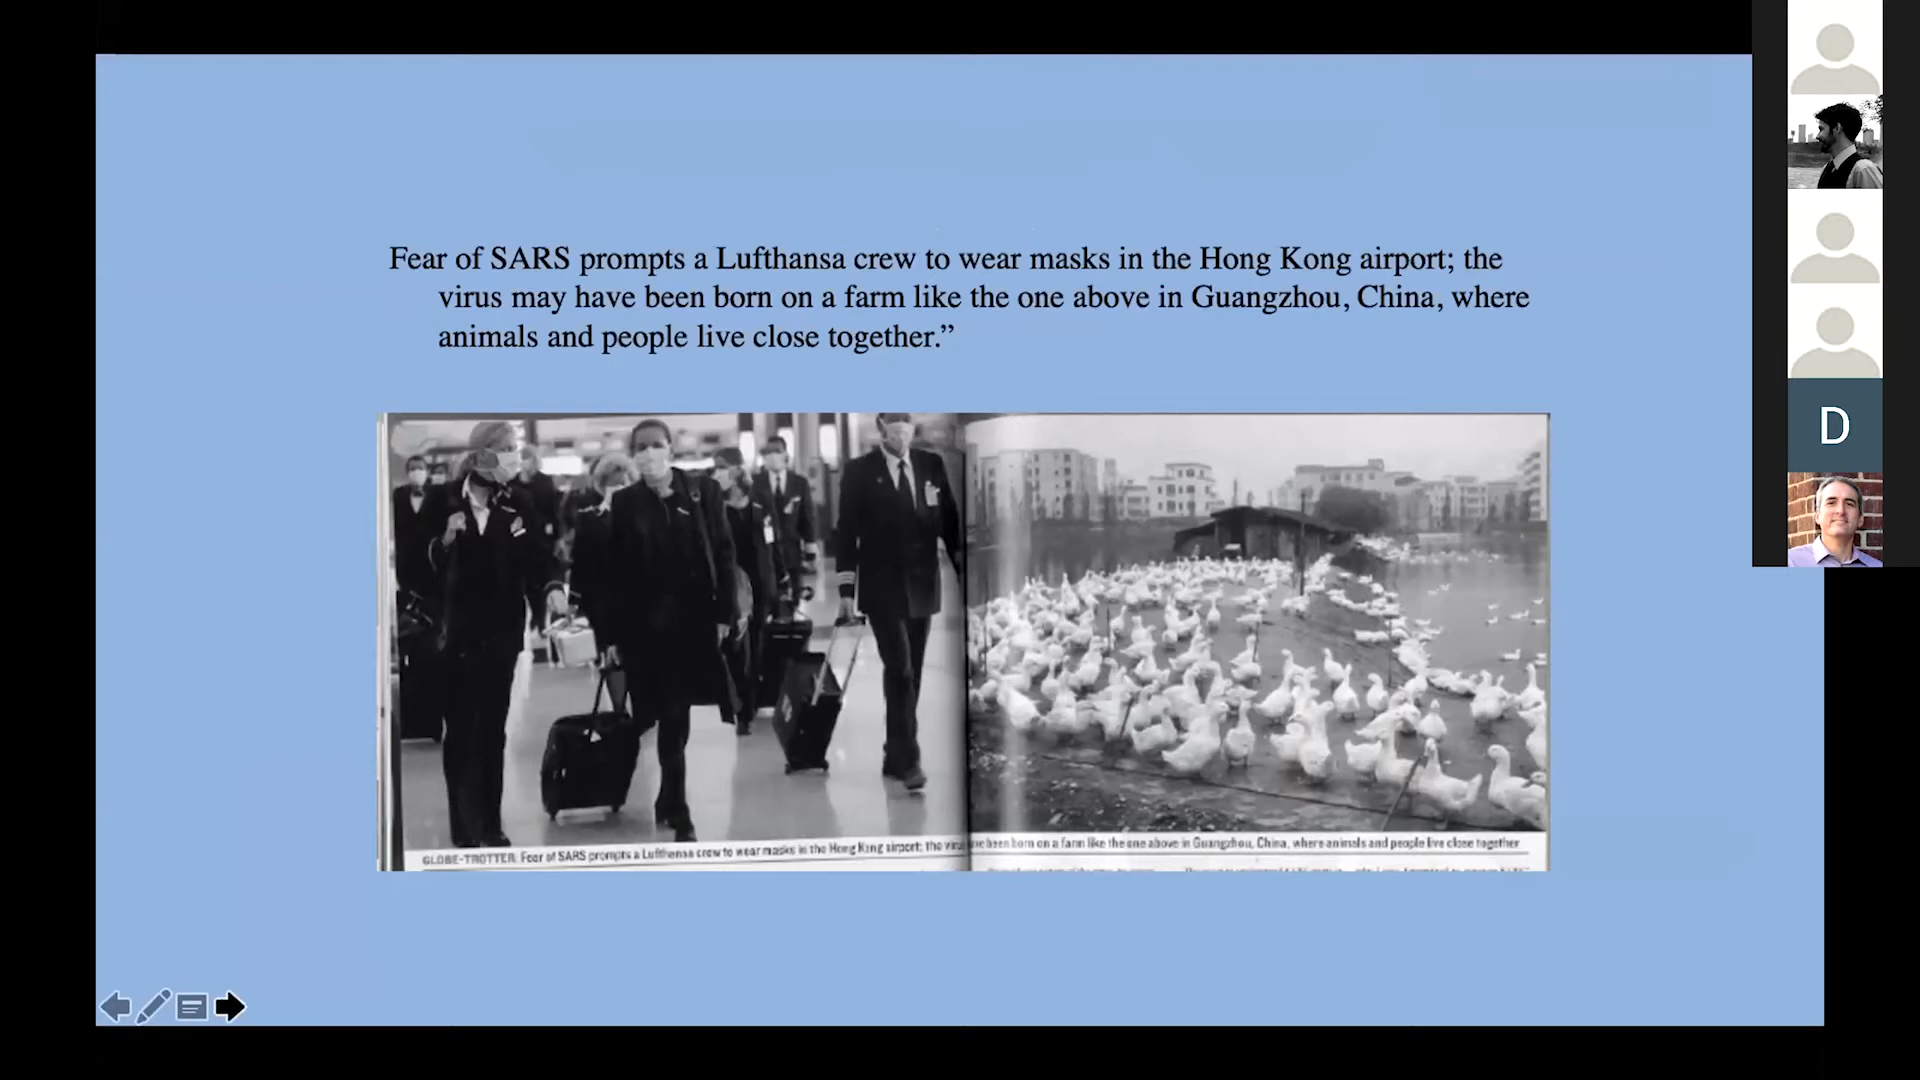 Fear of SARS prompts a Lufthansa crew to wear masks in the Hong Kong airport; the
virus may have been born on a farm like the one above in Guangzhou, China, where
animals and people live close together.”
D
GLOBE-TROTTER: Fear of SARS prompts a Lufthansa crew to wear masks in the Hong Kong airport; the virus been born on a farm like the one above in Guangzhou, China, where animals and people live close together